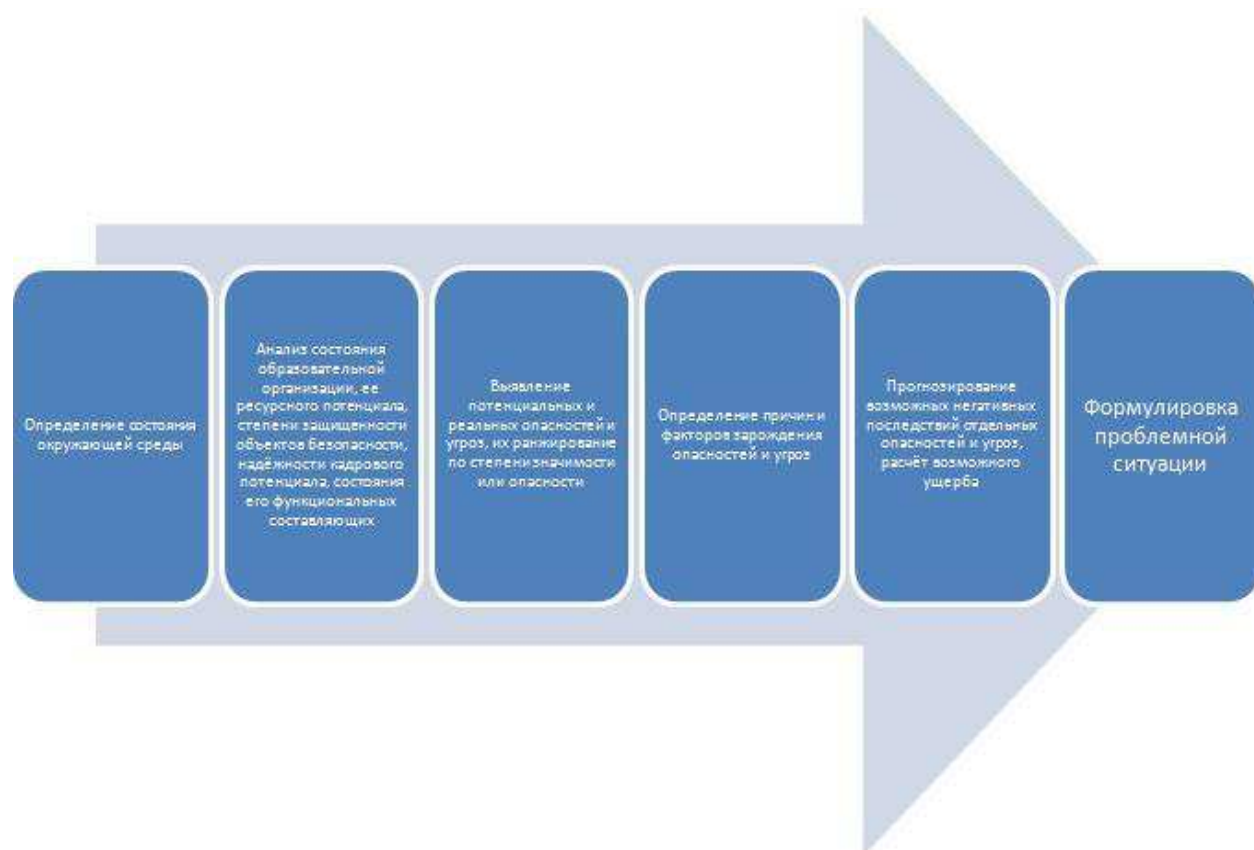 Определение состояния
окружающей среды
Анализ состояния
образовательной
организации, ее
ресурсного потенциала,
степени защищенности
объектов безопасности,
надёжности кадрового
потенциала, состояния
его функциональных
составляющих
Выявление
потенциальных и
реальных опасностей и
угроз, их ранжирование
по степени значимости
или опасности
Определение причин и
факторов зарождения
опасностей и угроз
Прогнозирование
возможных негативных
последствий отдельных
опасностей и угроз,
расчёт возможного
ущерба
Формулировка
проблемной
ситуации